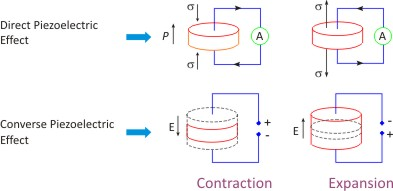 Direct Piezoelectric
Effect
σ
P
A
σ
σ
A
σ
Converse Piezoelectric
Effect
E
+
-
E
-
+
Contraction
Expansion